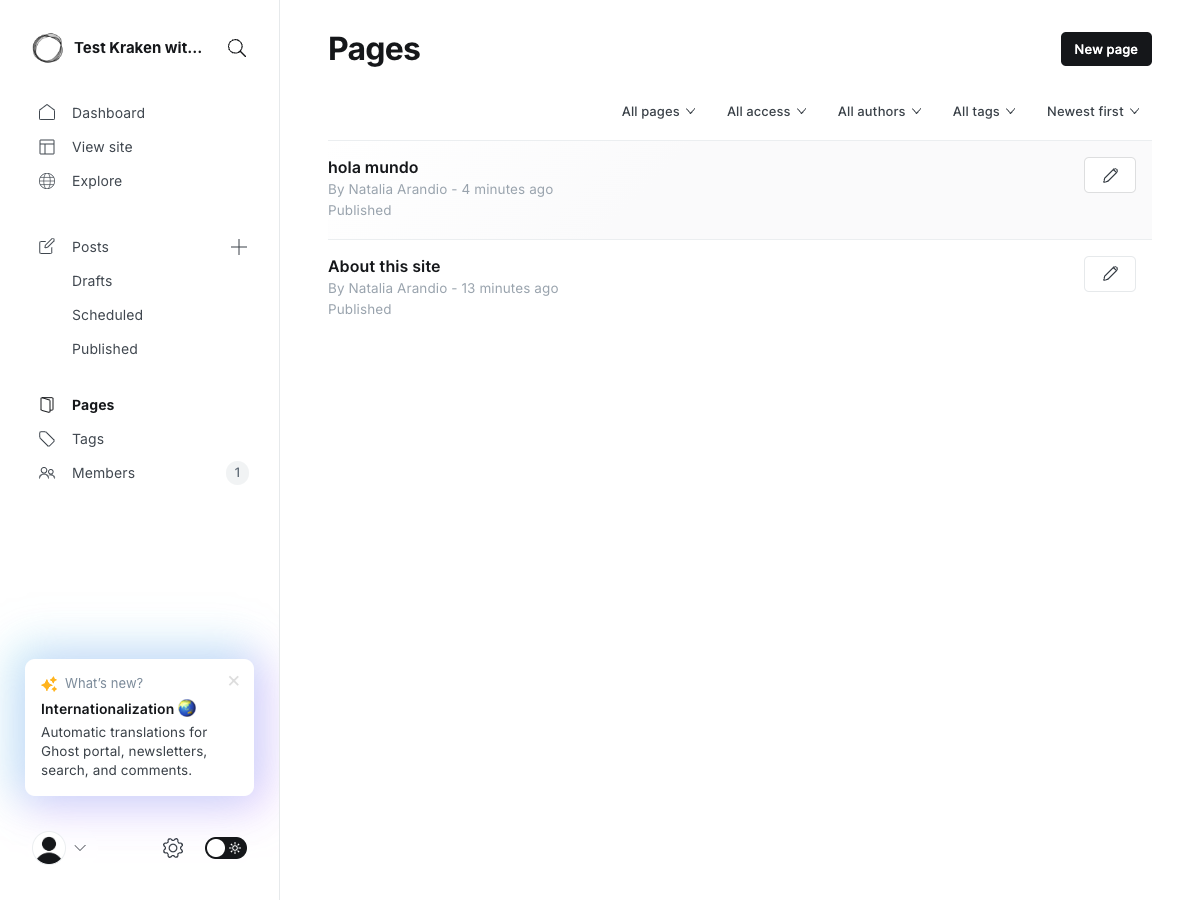 Test Kraken wit...
Dashboard
View site
Explore
Posts
Drafts
Scheduled
Published
Pages
Tags
Members
1
What's new?
Internationalization 🌏
Automatic translations for
Ghost portal, newsletters,
search, and comments.
Pages
New page
All pages
All access
All authors
All tags
Newest first
hola mundo
By Natalia Arandio - 4 minutes ago
Published
About this site
By Natalia Arandio - 13 minutes ago
Published